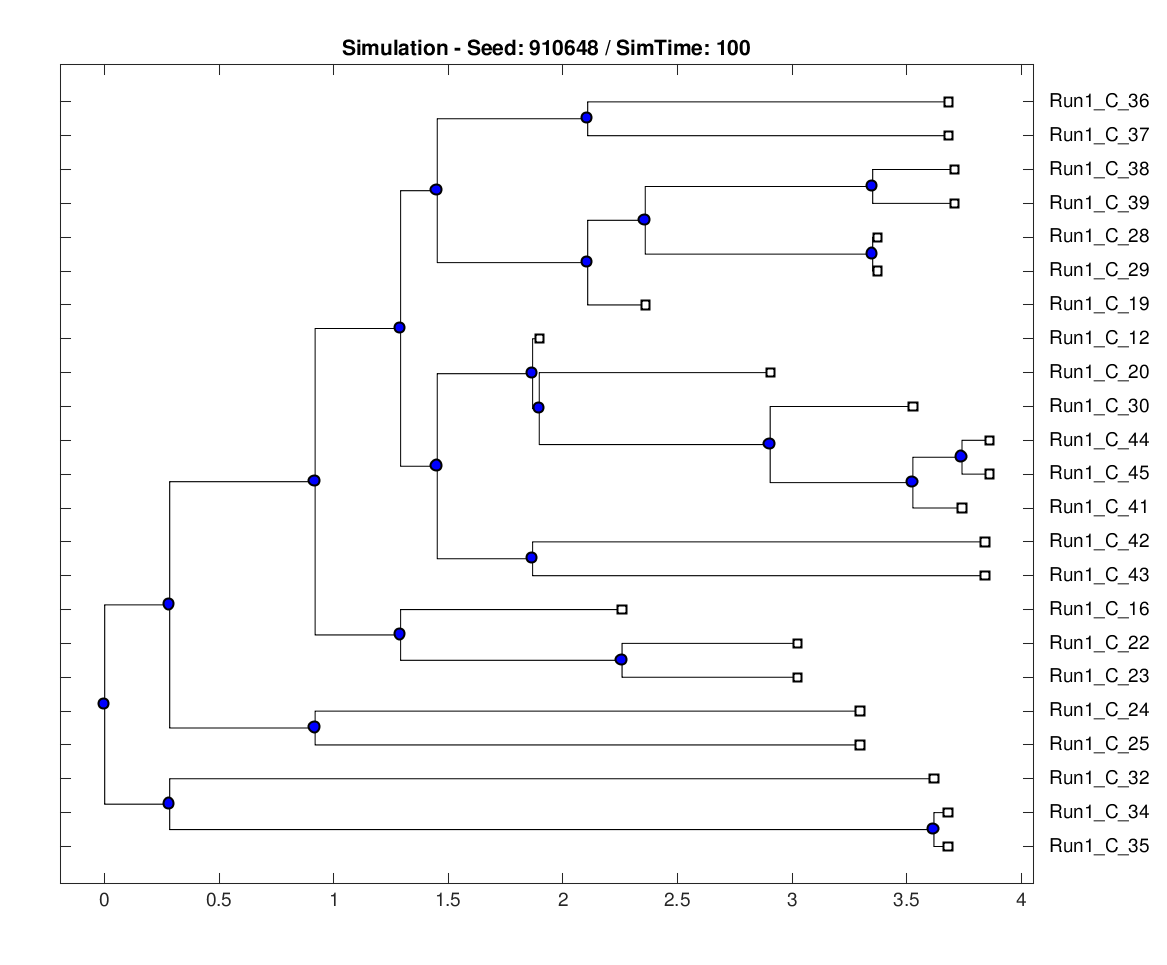 Simulation - Seed: 910648 / SimTime: 100
Run1_C_36
Run1_C_37
Run1_C_38
Run1_C_39
Run1_C_28
Run1_C_29
Run1_C_19
Run1_C_12
Run1_C_20
Run1_C_30
Run1_C_44
Run1_C_45
Run1_C_41
Run1_C_42
Run1_C_43
Run1_C_16
Run1_C_22
Run1_C_23
Run1_C_24
Run1_C_25
Run1_C_32
Run1_C_34
Run1_C_35
0 0.5 1 1.5 2 2.5 3 3.5 4